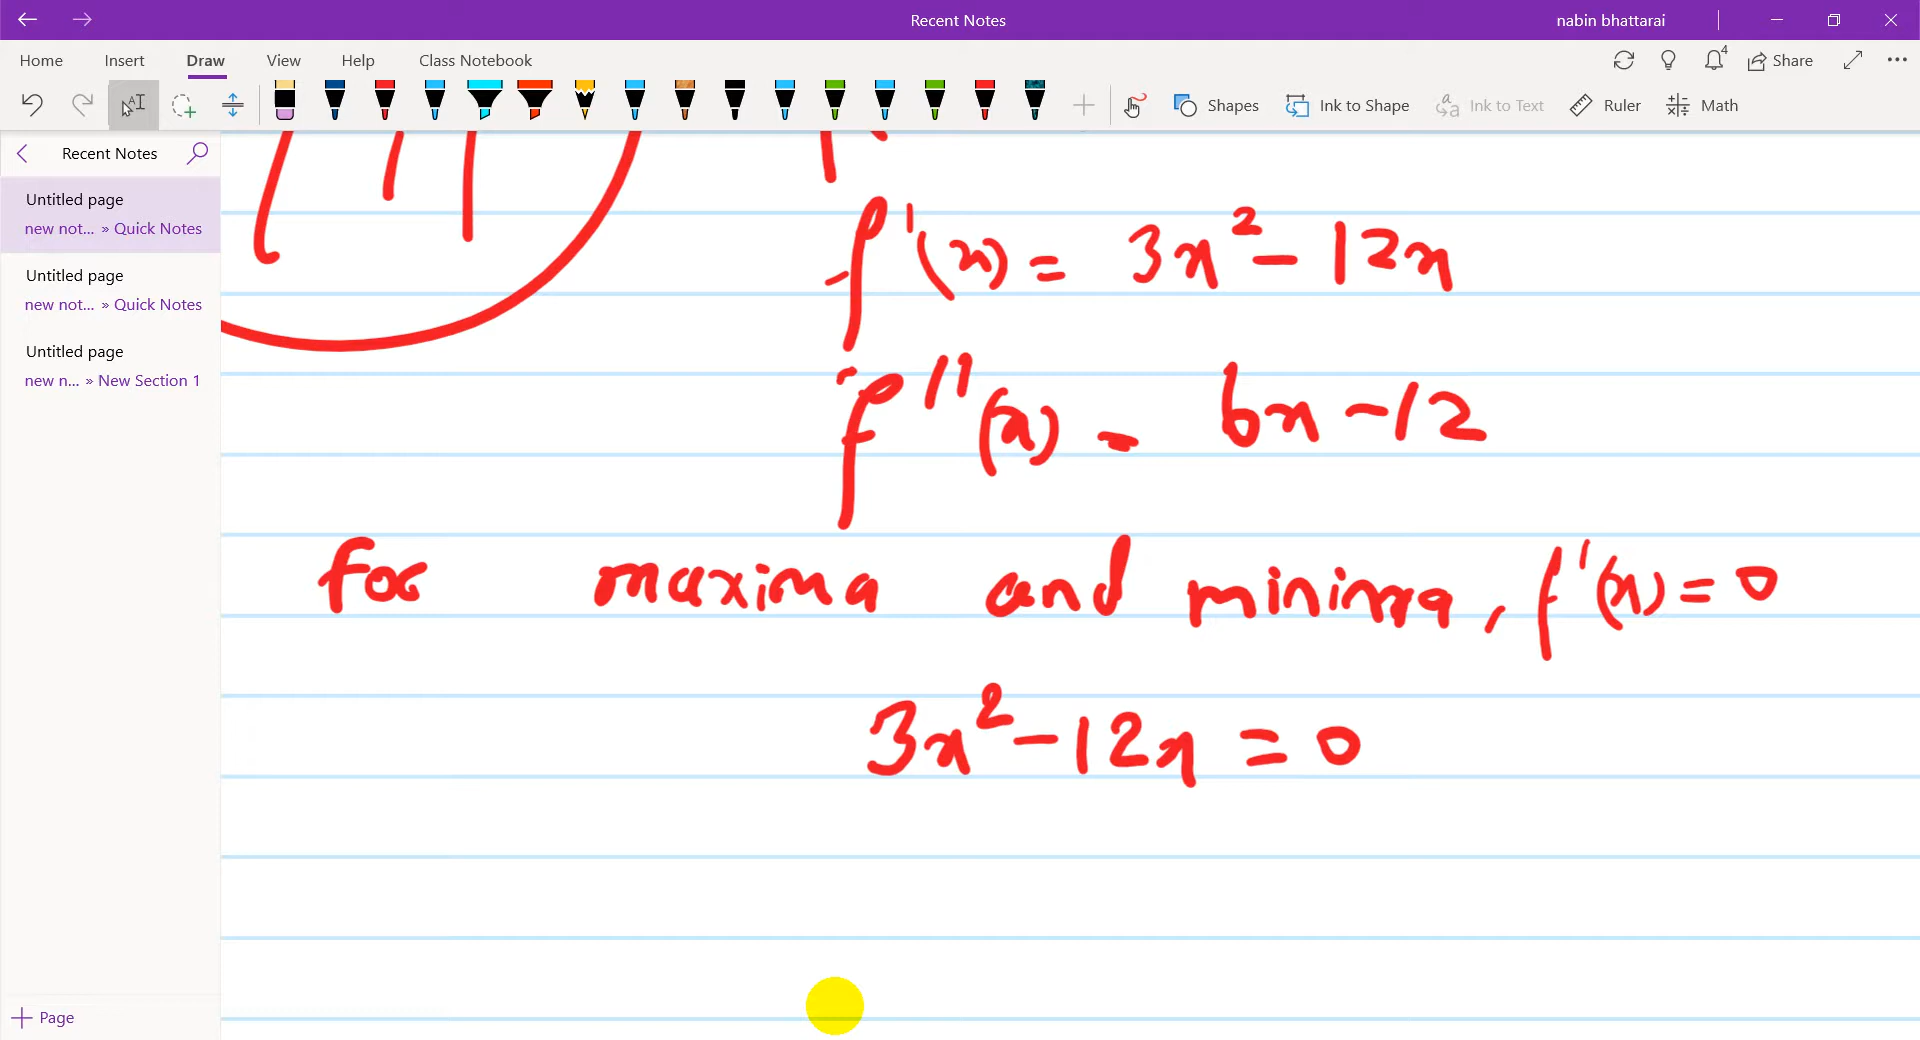 Recent Notes
nabin bhattarai
Home Insert Draw View Help Class Notebook
4
Share
Shapes
Ink to Shape
Ink to Text
Ruler
Math
Recent Notes
Untitled page
new not... » Quick Notes
Untitled page
new not... » Quick Notes
Untitled page
new n... » New Section 1
Page
f'(x) = 3x² - 12x
f''(x) = 6x - 12
for maxima and minima, f'(x) = 0
3x² - 12x = 0